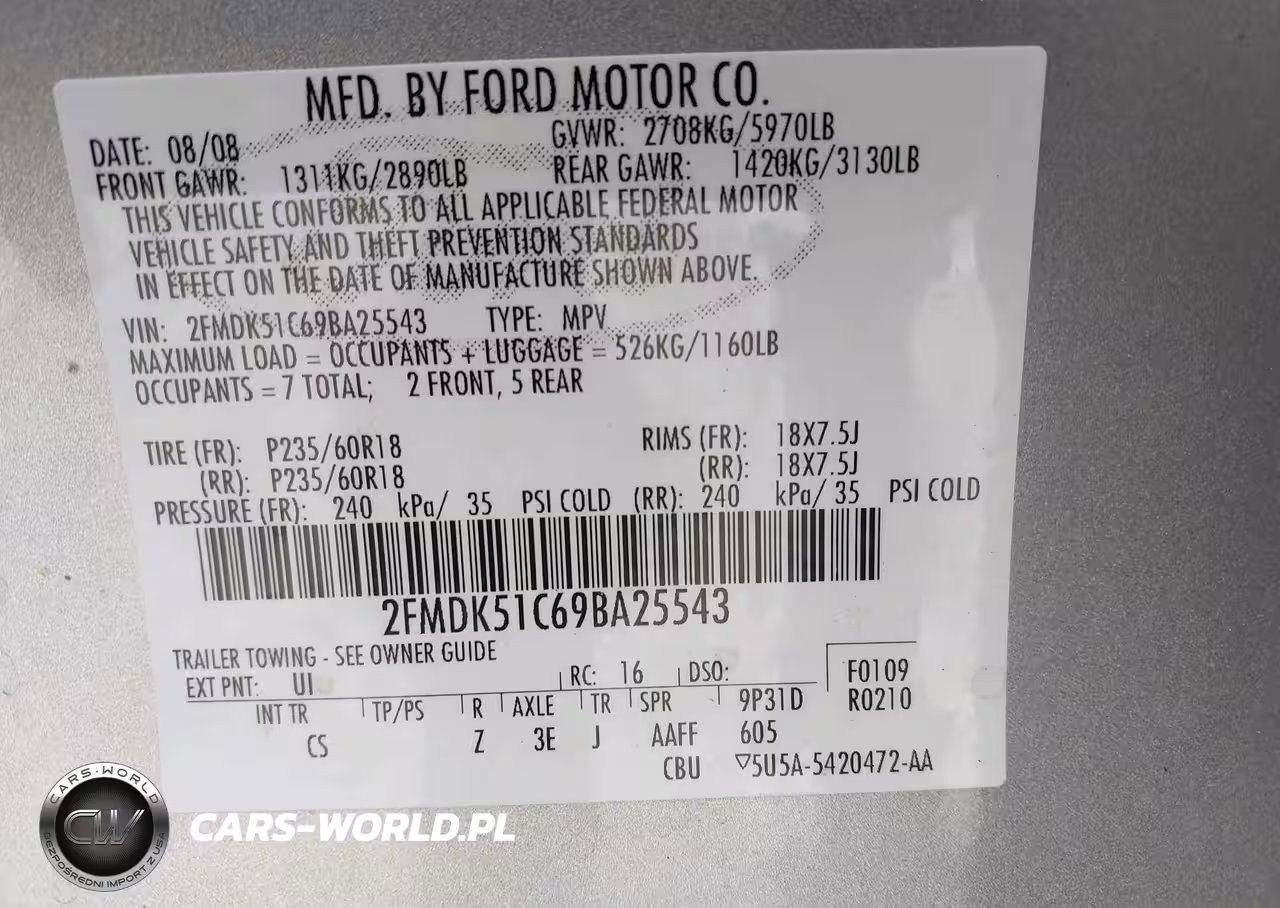 MFD. BY FORD MOTOR CO.
DATE: 08/08 GVWR: 2708KG/5970LB
FRONT GAWR: 1311KG/2890LB REAR GAWR: 1420KG/3130LB
THIS VEHICLE CONFORMS TO ALL APPLICABLE FEDERAL MOTOR
VEHICLE SAFETY AND THEFT PREVENTION STANDARDS
IN EFFECT ON THE DATE OF MANUFACTURE SHOWN ABOVE.
VIN: 2FMDK51C69BA25543 TYPE: MPV
MAXIMUM LOAD = OCCUPANTS + LUGGAGE = 526KG/1160LB
OCCUPANTS = 7 TOTAL; 2 FRONT, 5 REAR
TIRE (FR): P235/60R18 RIMS (FR): 18X7.5J
(RR): P235/60R18 (RR): 18X7.5J
PRESSURE (FR): 240 kPa/ 35 PSI COLD (RR): 240 kPa/ 35 PSI COLD
2FMDK51C69BA25543
TRAILER TOWING - SEE OWNER GUIDE
EXT PNT: UI RC: 16 DSO: F0109
INT TR TP/PS R AXLE TR SPR 9P31D R0210
CS Z 3E J AAFF 605
CBU ▽5U5A-5420472-AA
CARS-WORLD
CW
BEZPOŚREDNI IMPORT Z USA
CARS-WORLD.PL